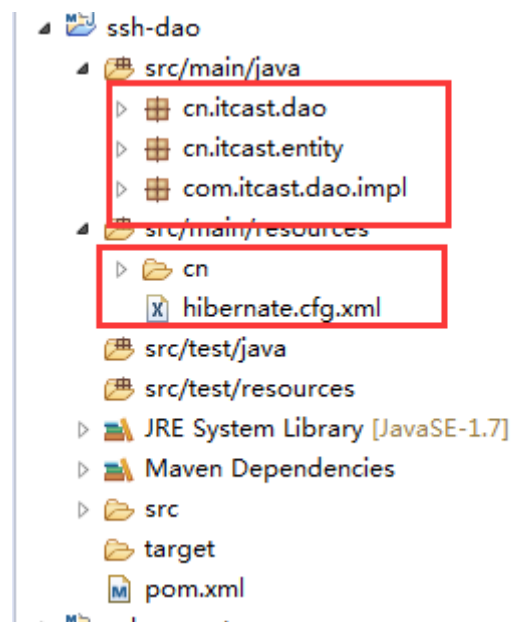 ssh-dao
src/main/java
cn.itcast.dao
cn.itcast.entity
com.itcast.dao.impl
src/main/resources
cn
hibernate.cfg.xml
src/test/java
src/test/resources
JRE System Library [JavaSE-1.7]
Maven Dependencies
src
target
pom.xml